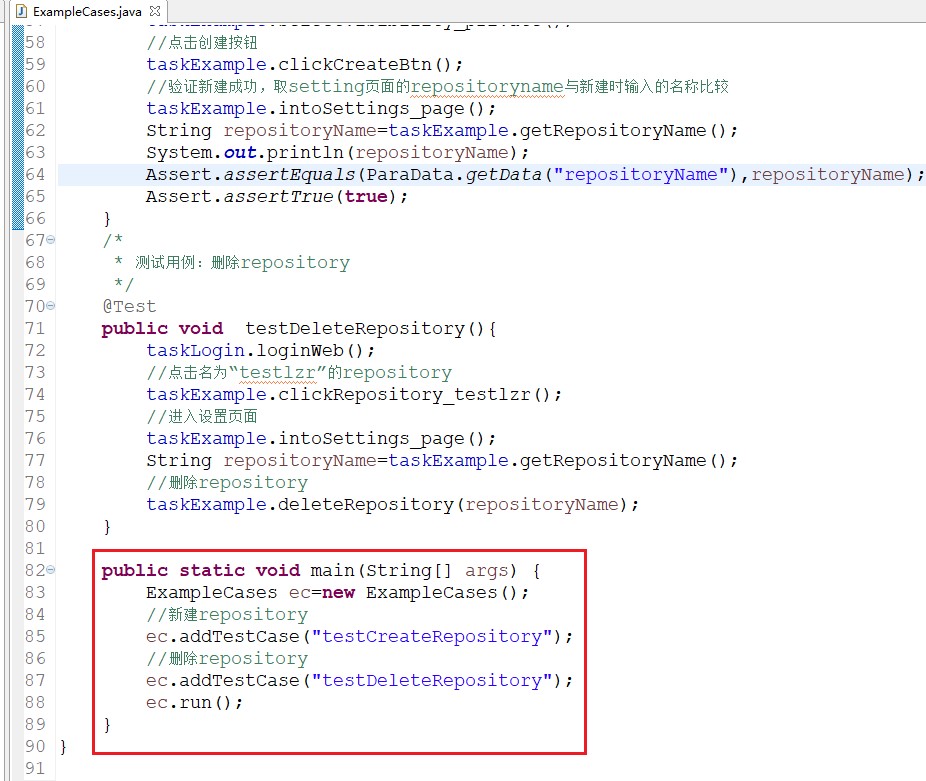 ExampleCases.java
58 //点击创建按钮
59 taskExample.clickCreateBtn();
60 //验证新建成功，取setting页面的repositoryname与新建时输入的名称比较
61 taskExample.intoSettings_page();
62 String repositoryName=taskExample.getRepositoryName();
63 System.out.println(repositoryName);
64 Assert.assertEquals(ParaData.getData("repositoryName"),repositoryName);
65 Assert.assertTrue(true);
66 }
67 /*
68 * 测试用例：删除repository
69 */
70 @Test
71 public void  testDeleteRepository(){
72 taskLogin.loginWeb();
73 //点击名为“testlzr”的repository
74 taskExample.clickRepository_testlzr();
75 //进入设置页面
76 taskExample.intoSettings_page();
77 String repositoryName=taskExample.getRepositoryName();
78 //删除repository
79 taskExample.deleteRepository(repositoryName);
80 }
81
82 public static void main(String[] args) {
83 ExampleCases ec=new ExampleCases();
84 //新建repository
85 ec.addTestCase("testCreateRepository");
86 //删除repository
87 ec.addTestCase("testDeleteRepository");
88 ec.run();
89 }
90 }
91